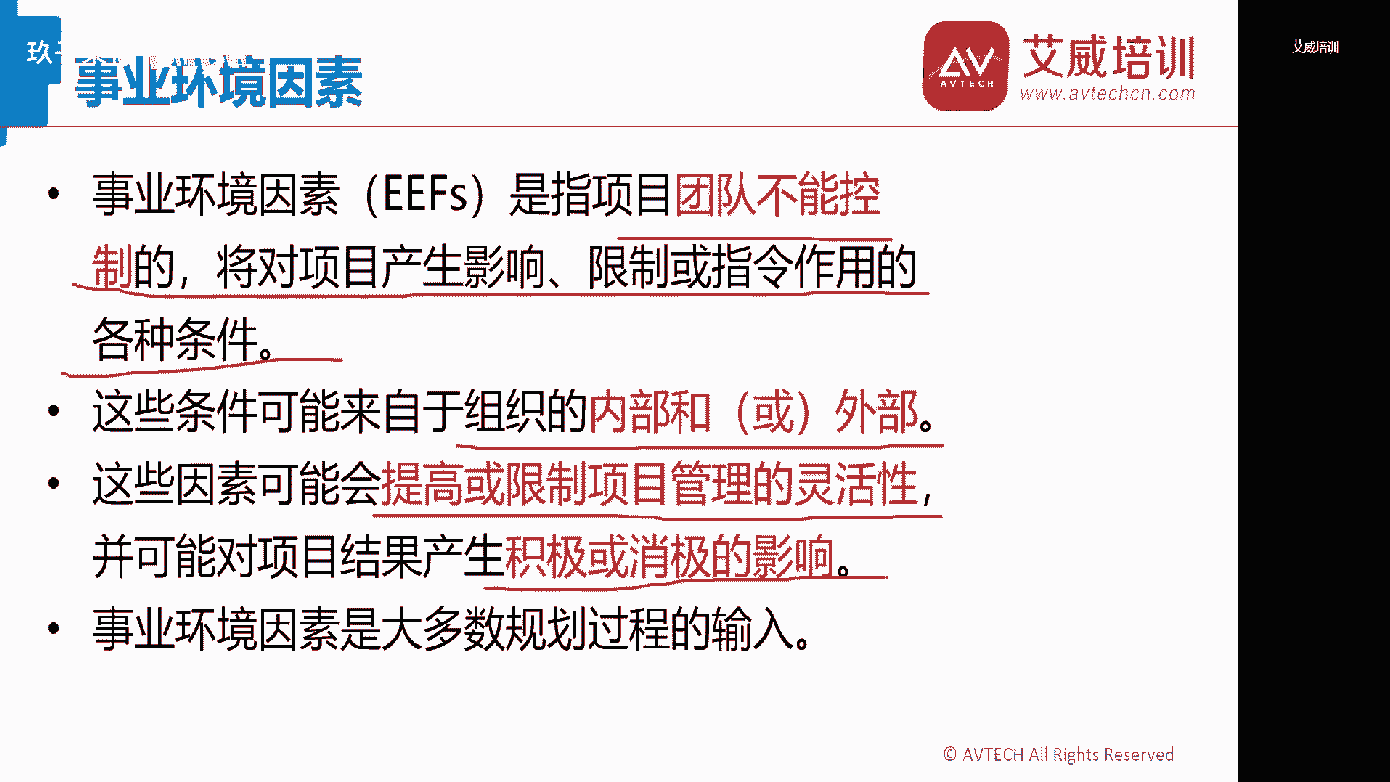 事业环境因素
AVTECH
艾威培训
www.avtechcn.com
艾威培训
• 事业环境因素（EEFs）是指项目团队不能控
制的，将对项目产生影响、限制或指令作用的
各种条件。
• 这些条件可能来自于组织的内部和（或）外部。
• 这些因素可能会提高或限制项目管理的灵活性，
并可能对项目结果产生积极或消极的影响。
• 事业环境因素是大多数规划过程的输入。
© AVTECH All Rights Reserved